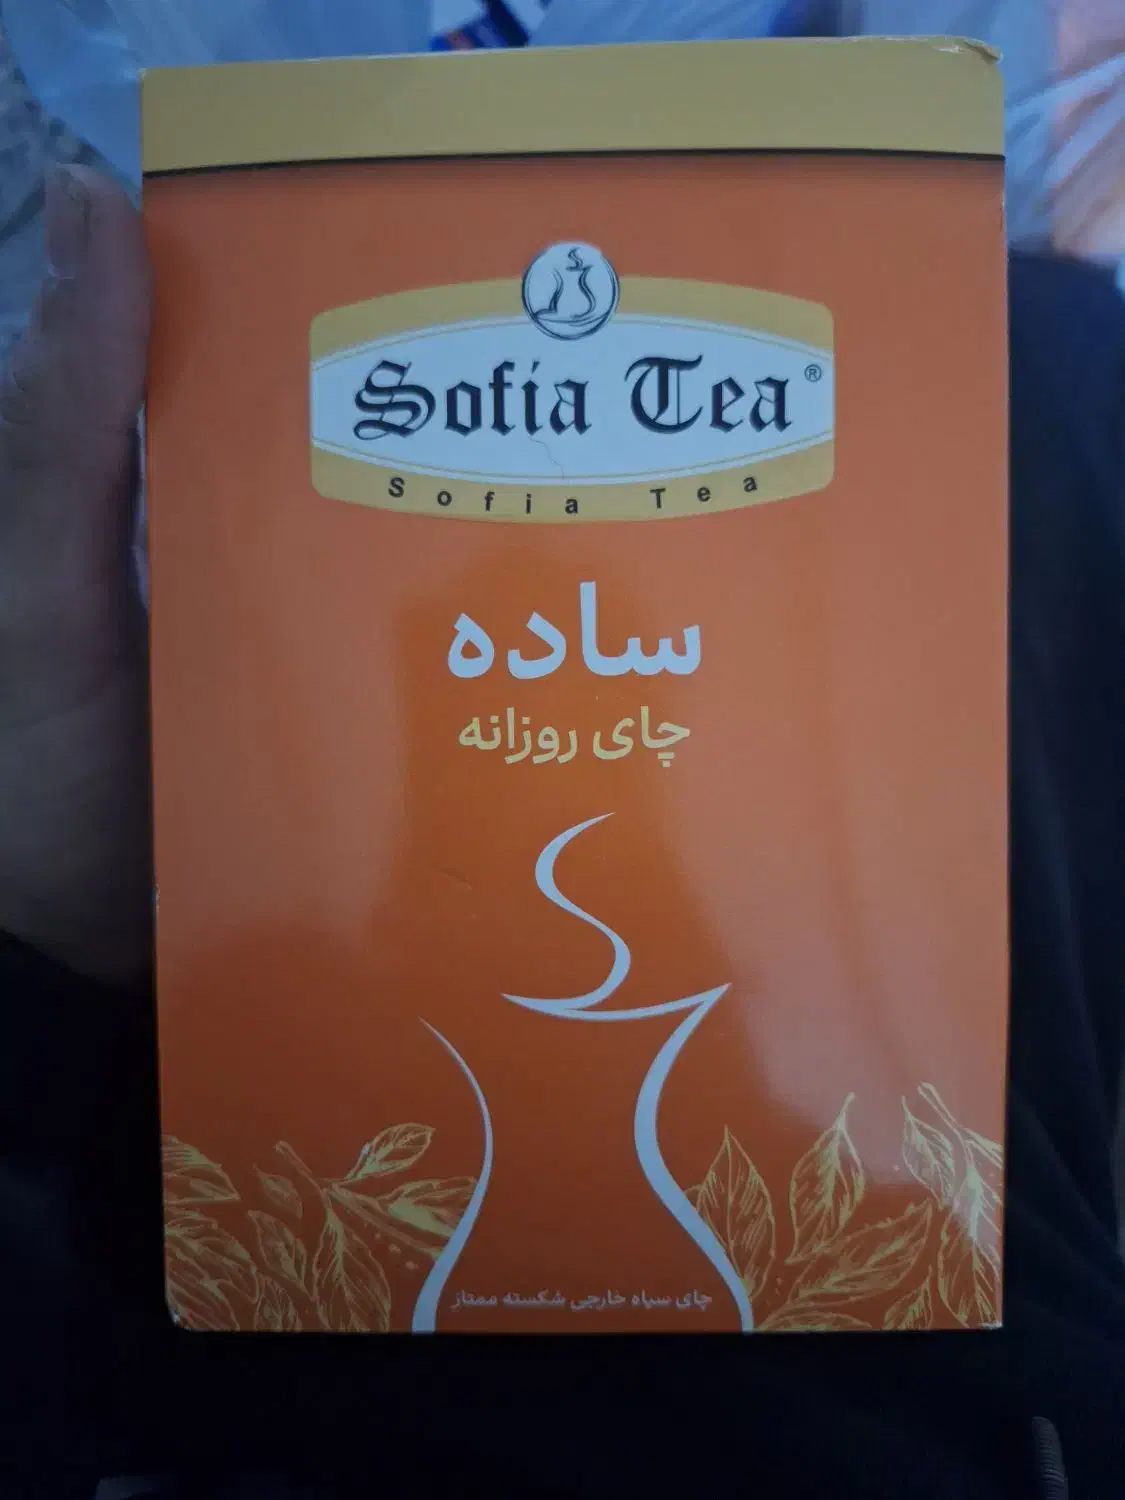 Sofia Tea®
Sofia Tea
ساده
چای روزانه
چای سیاه خارجی شکسته ممتاز